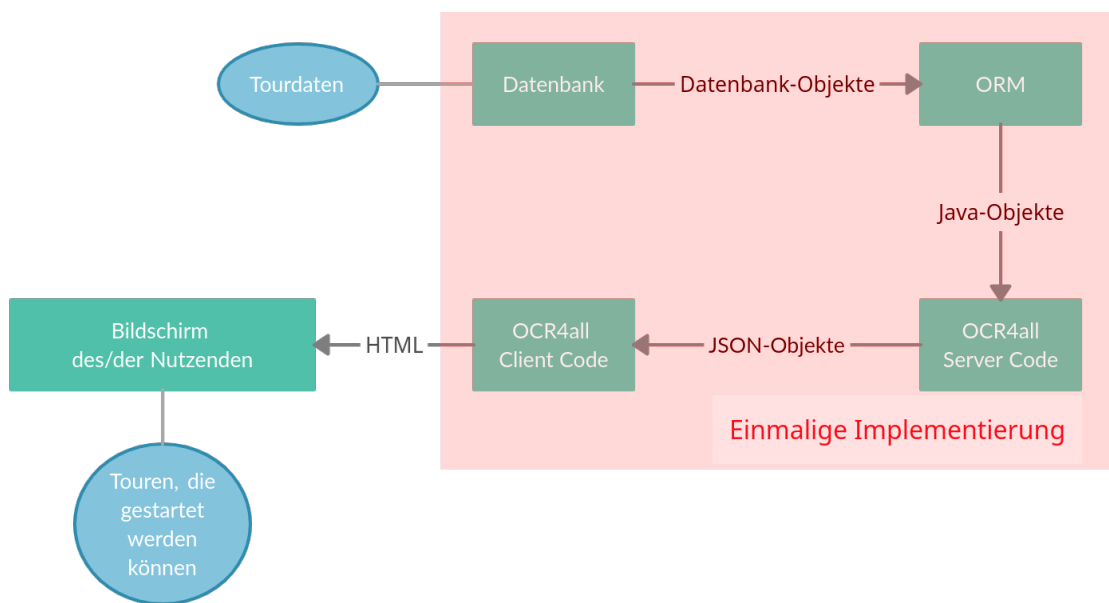 Tourdaten
Datenbank
Datenbank-Objekte
ORM
Java-Objekte
Bildschirm
des/der Nutzenden
HTML
OCR4all
Client Code
JSON-Objekte
OCR4all
Server Code
Einmalige Implementierung
Touren, die
gestartet
werden
können